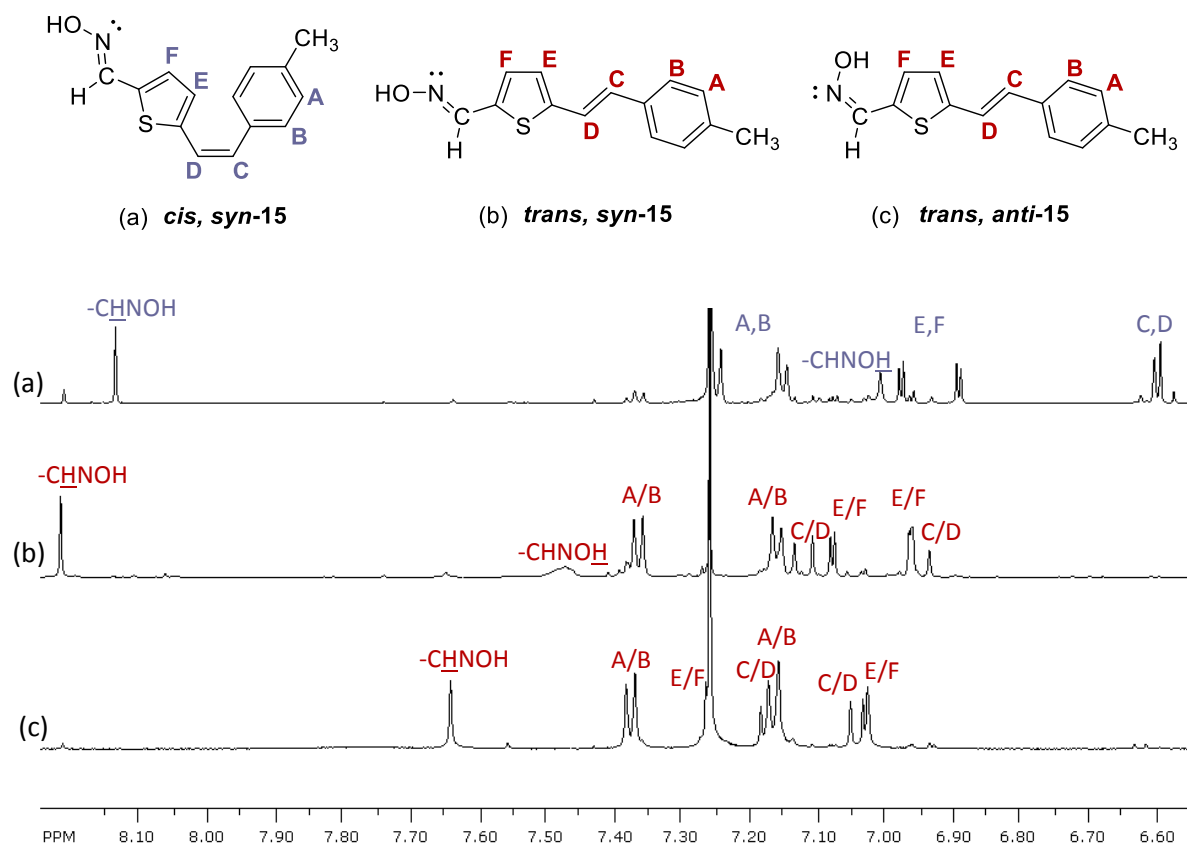 HO
N
:
C
H
S
F
E
D
C
B
A
CH3
(a) cis, syn-15
HO
N
:
C
H
S
F
E
C
D
B
A
CH3
(b) trans, syn-15
OH
N
:
C
H
S
F
E
C
D
B
A
CH3
(c) trans, anti-15
(a)
-CHNOH
A,B
-CHNOH
E,F
C,D
(b)
-CHNOH
-CHNOH
A/B
A/B
C/D
E/F
E/F
C/D
(c)
-CHNOH
A/B
E/F
C/D
A/B
C/D
E/F
PPM 8.10 8.00 7.90 7.80 7.70 7.60 7.50 7.40 7.30 7.20 7.10 7.00 6.90 6.80 6.70 6.60